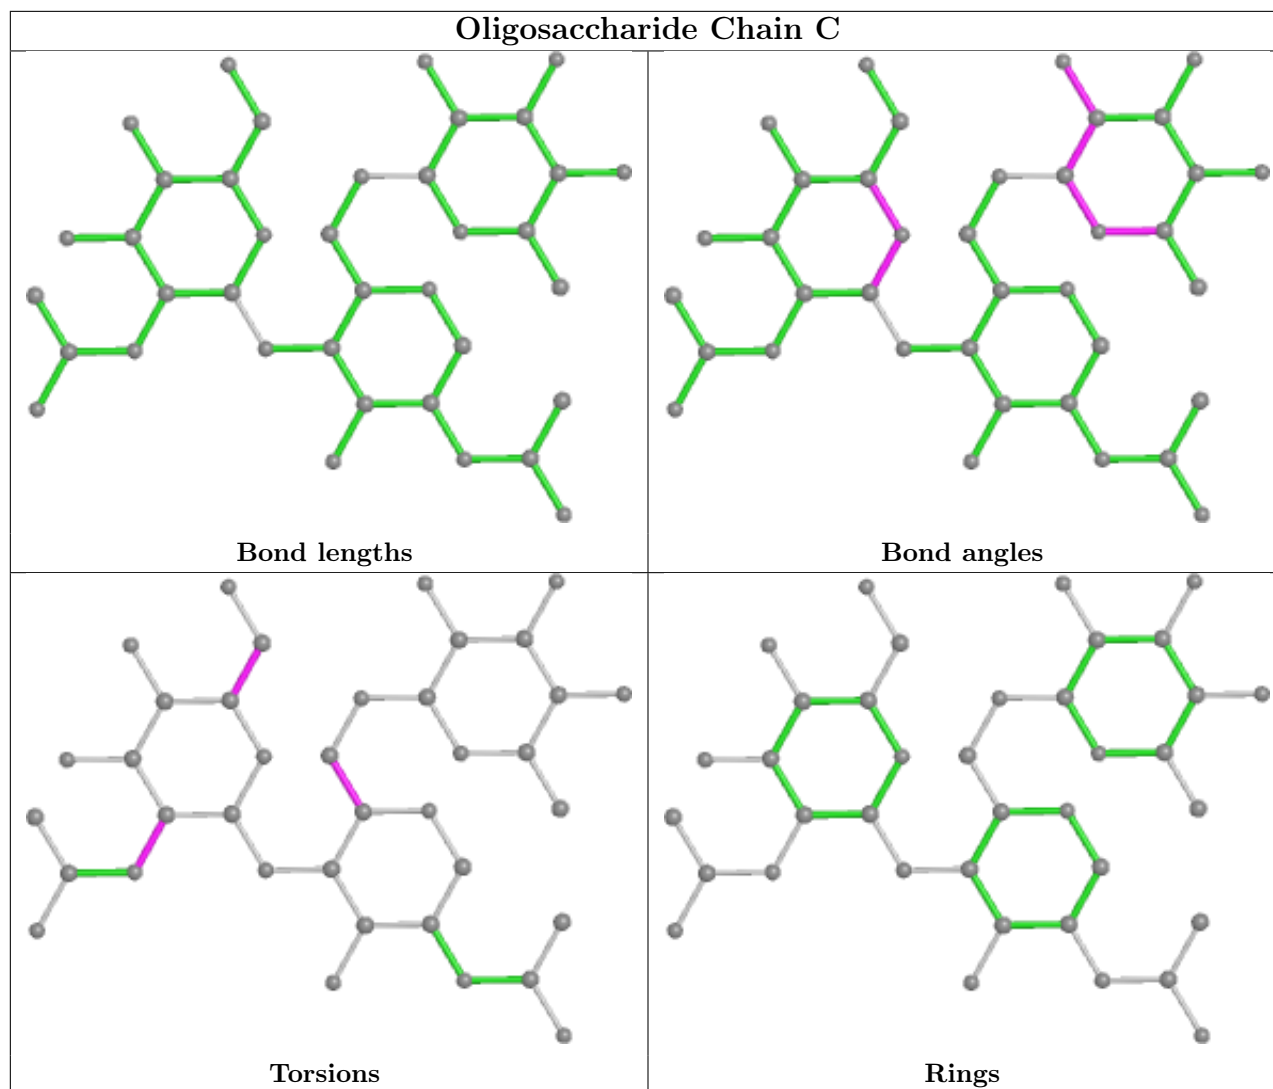 Oligosaccharide Chain C
Bond lengths
Bond angles
Torsions
Rings